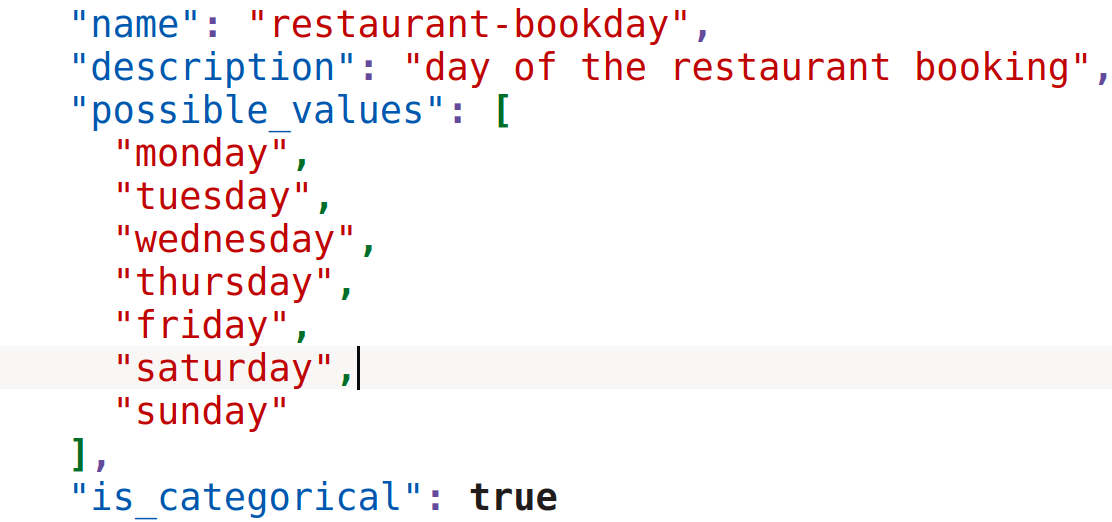 "name": "restaurant-bookday",
"description": "day of the restaurant booking",
"possible_values": [
"monday",
"tuesday",
"wednesday",
"thursday",
"friday",
"saturday",
"sunday"
],
"is_categorical": true